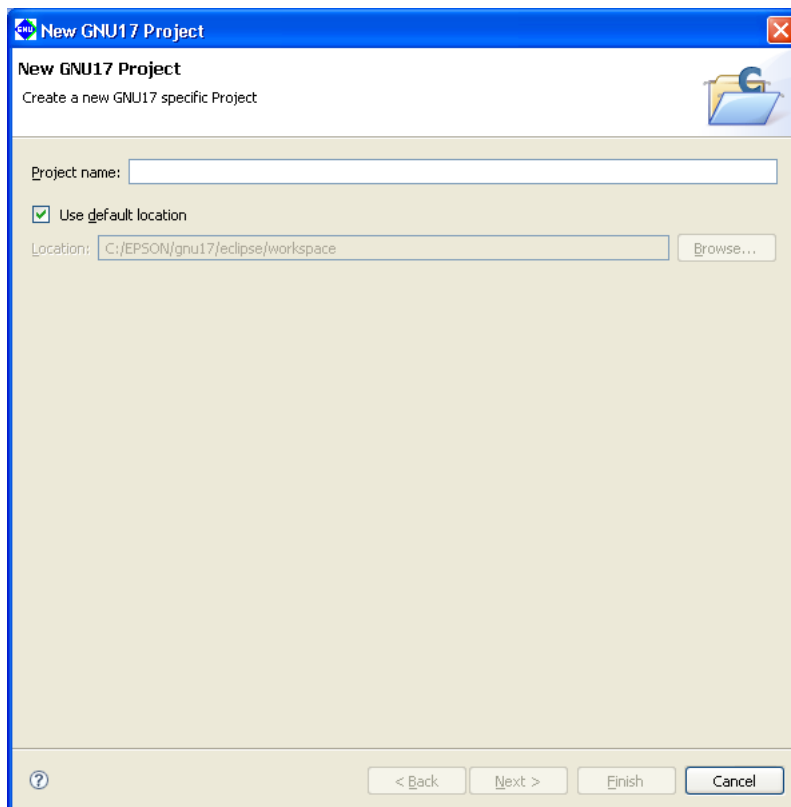 GNU New GNU17 Project
New GNU17 Project
Create a new GNU17 specific Project
C
Project name:
Use default location
Location: C:/EPSON/gnu17/eclipse/workspace Browse...
? < Back Next > Finish Cancel